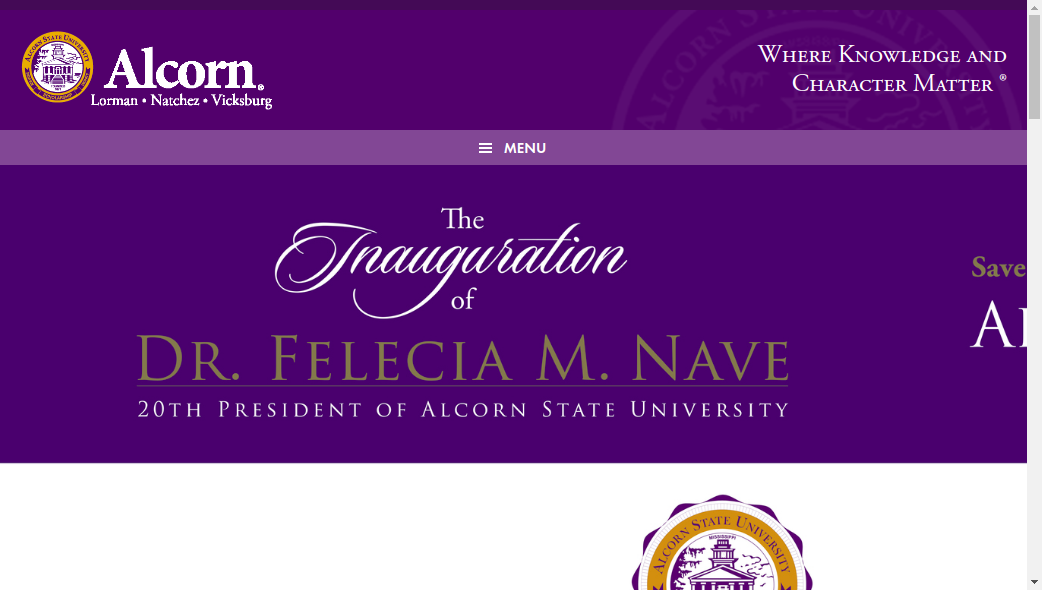 ALCORN STATE UNIVERSITY
Alcorn.
Lorman • Natchez • Vicksburg
WHERE KNOWLEDGE AND
CHARACTER MATTER ®
MENU
The
Inauguration
of
DR. FELECIA M. NAVE
20TH PRESIDENT OF ALCORN STATE UNIVERSITY
Save
ALCORN STATE UNIVERSITY
MISSISSIPPI